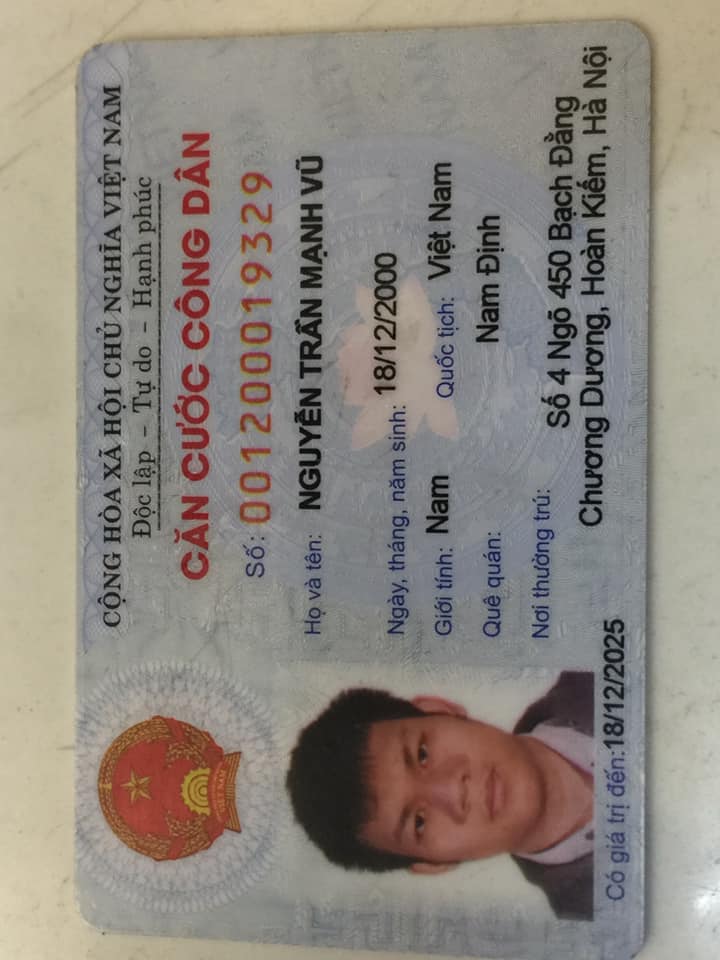 CỘNG HÒA XÃ HỘI CHỦ NGHĨA VIỆT NAM
Độc lập - Tự do - Hạnh phúc
CĂN CƯỚC CÔNG DÂN
Số: 001200019329
Họ và tên: NGUYỄN TRẦN MẠNH VŨ
Ngày, tháng, năm sinh: 18/12/2000
Giới tính: Nam Quốc tịch: Việt Nam
Quê quán: Nam Định
Nơi thường trú: Số 4 Ngõ 450 Bạch Đằng
Chương Dương, Hoàn Kiếm, Hà Nội
Có giá trị đến: 18/12/2025